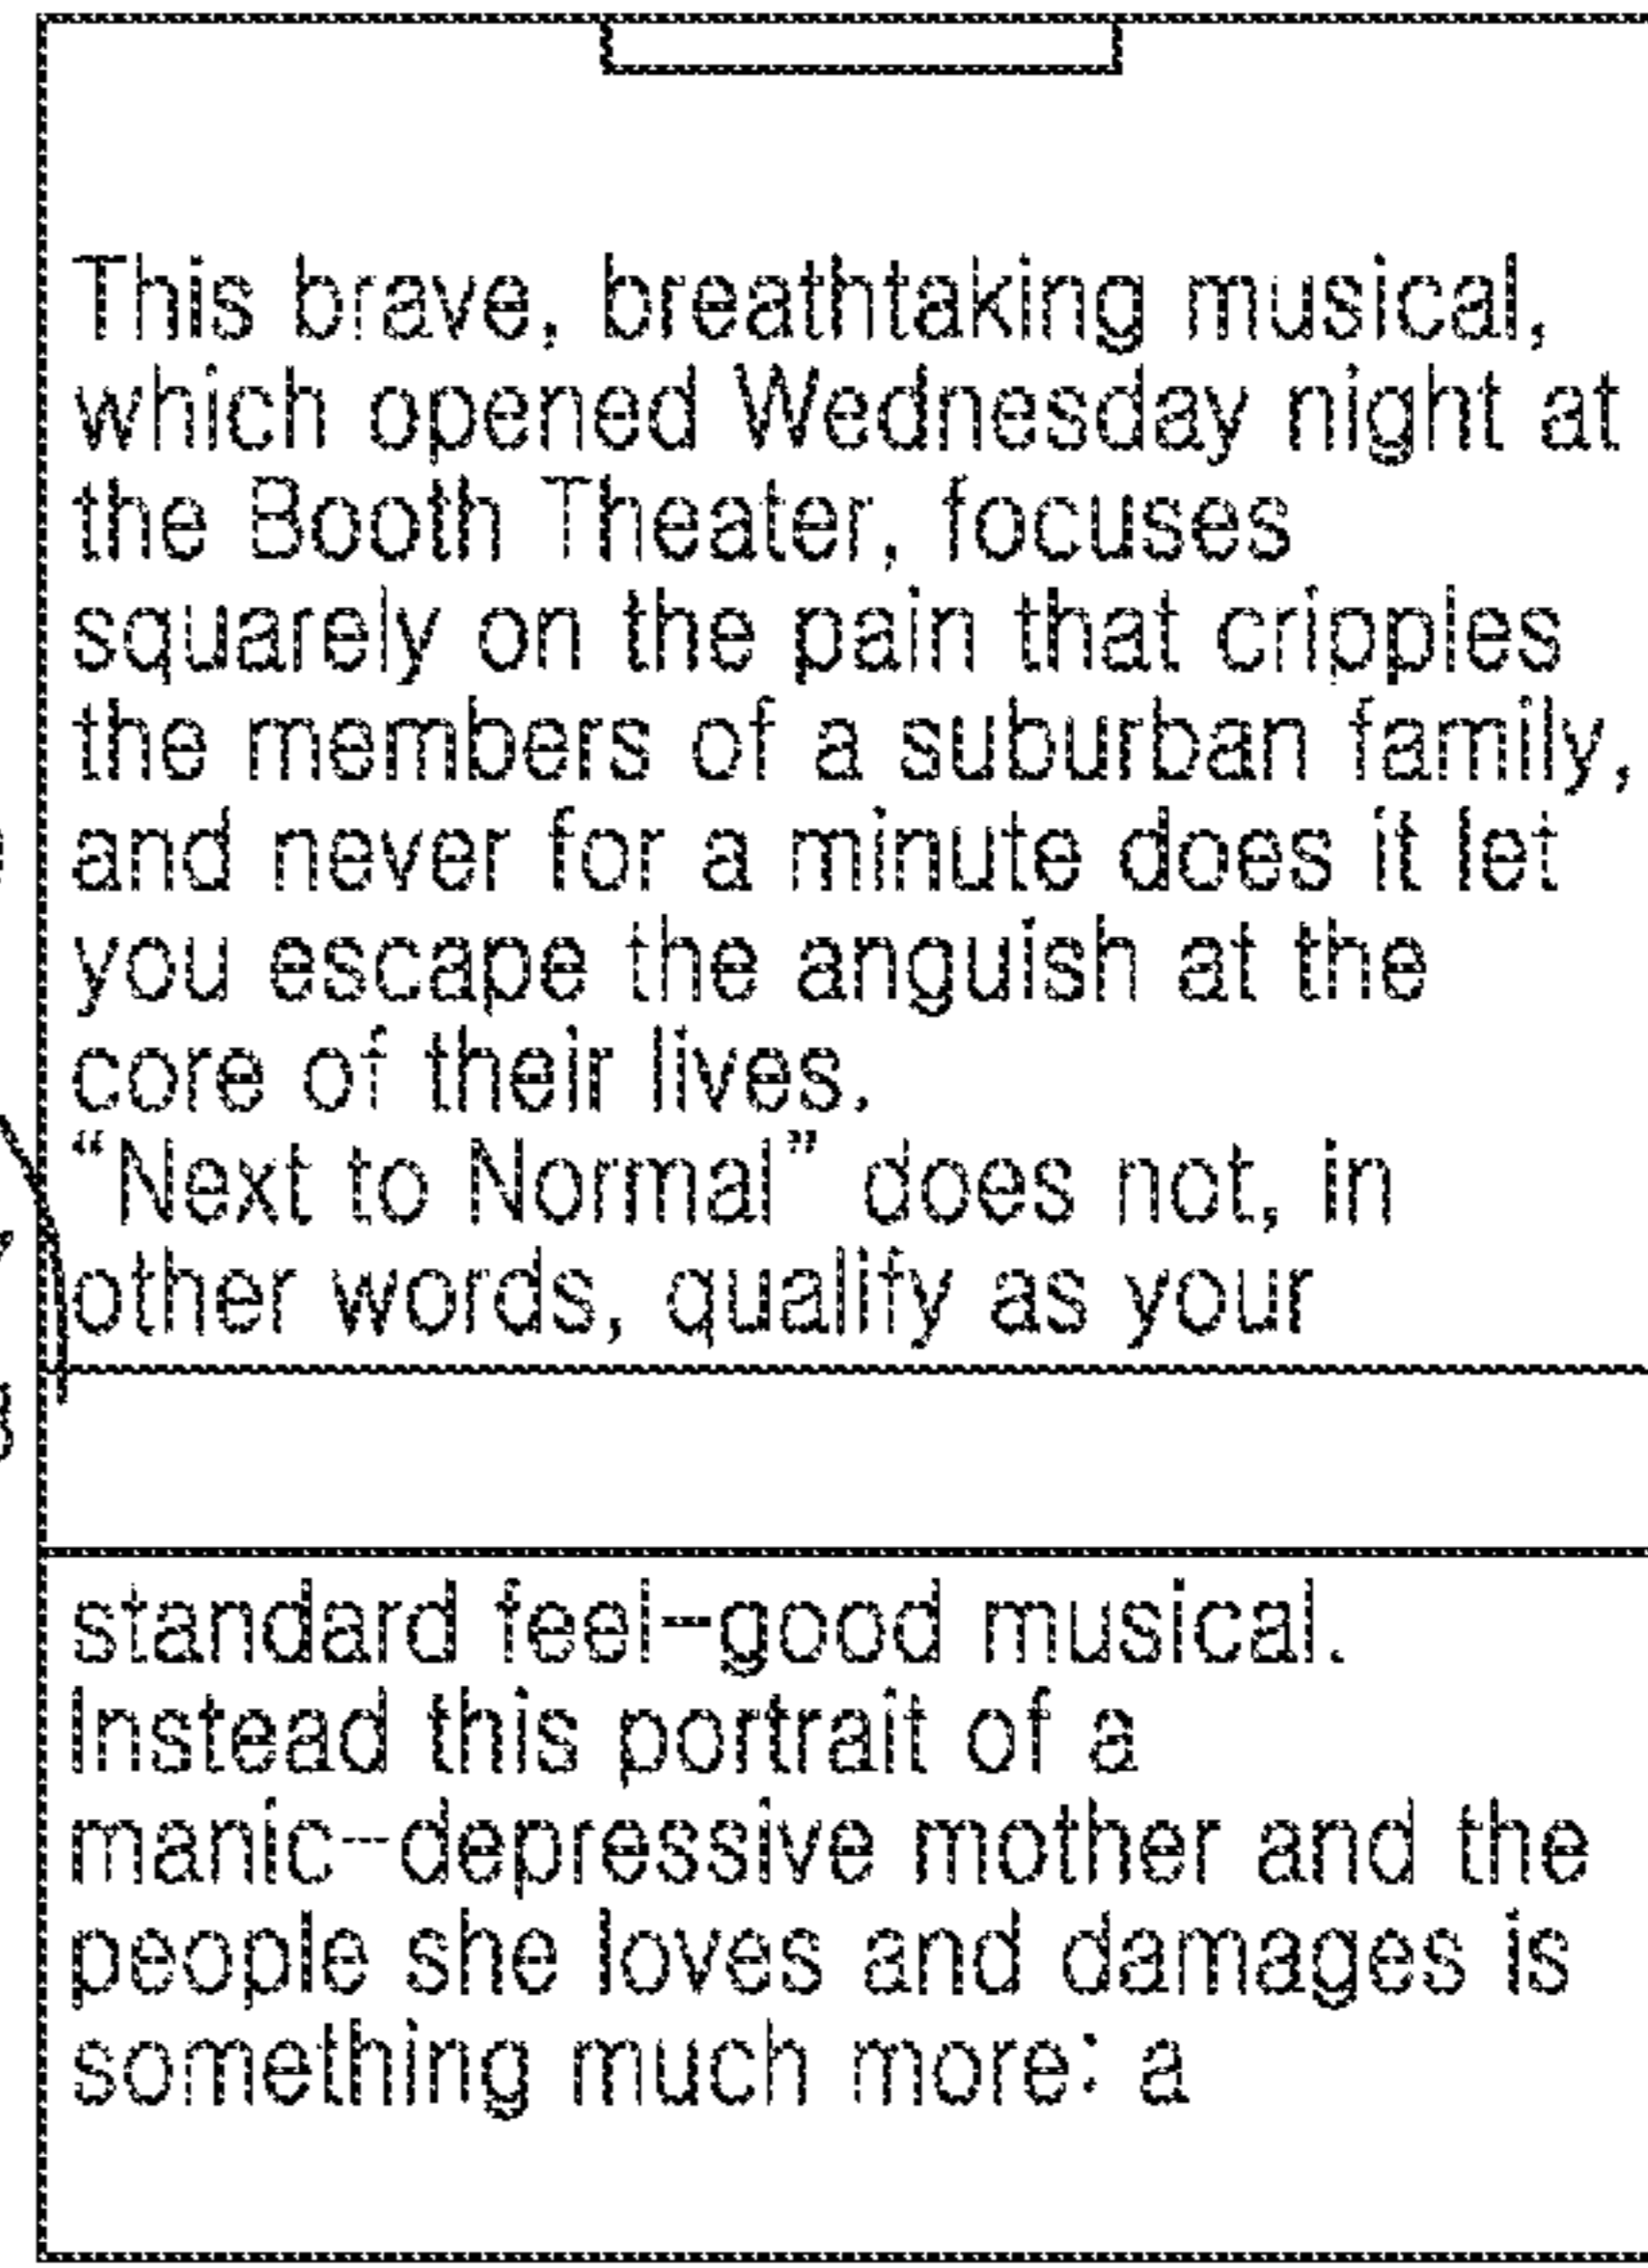 This brave, breathtaking musical,
which opened Wednesday night at
the Booth Theater, focuses
squarely on the pain that cripples
the members of a suburban family,
and never for a minute does it let
you escape the anguish at the
core of their lives.
“Next to Normal” does not, in
other words, qualify as your
standard feel-good musical.
Instead this portrait of a
manic-depressive mother and the
people she loves and damages is
something much more: a